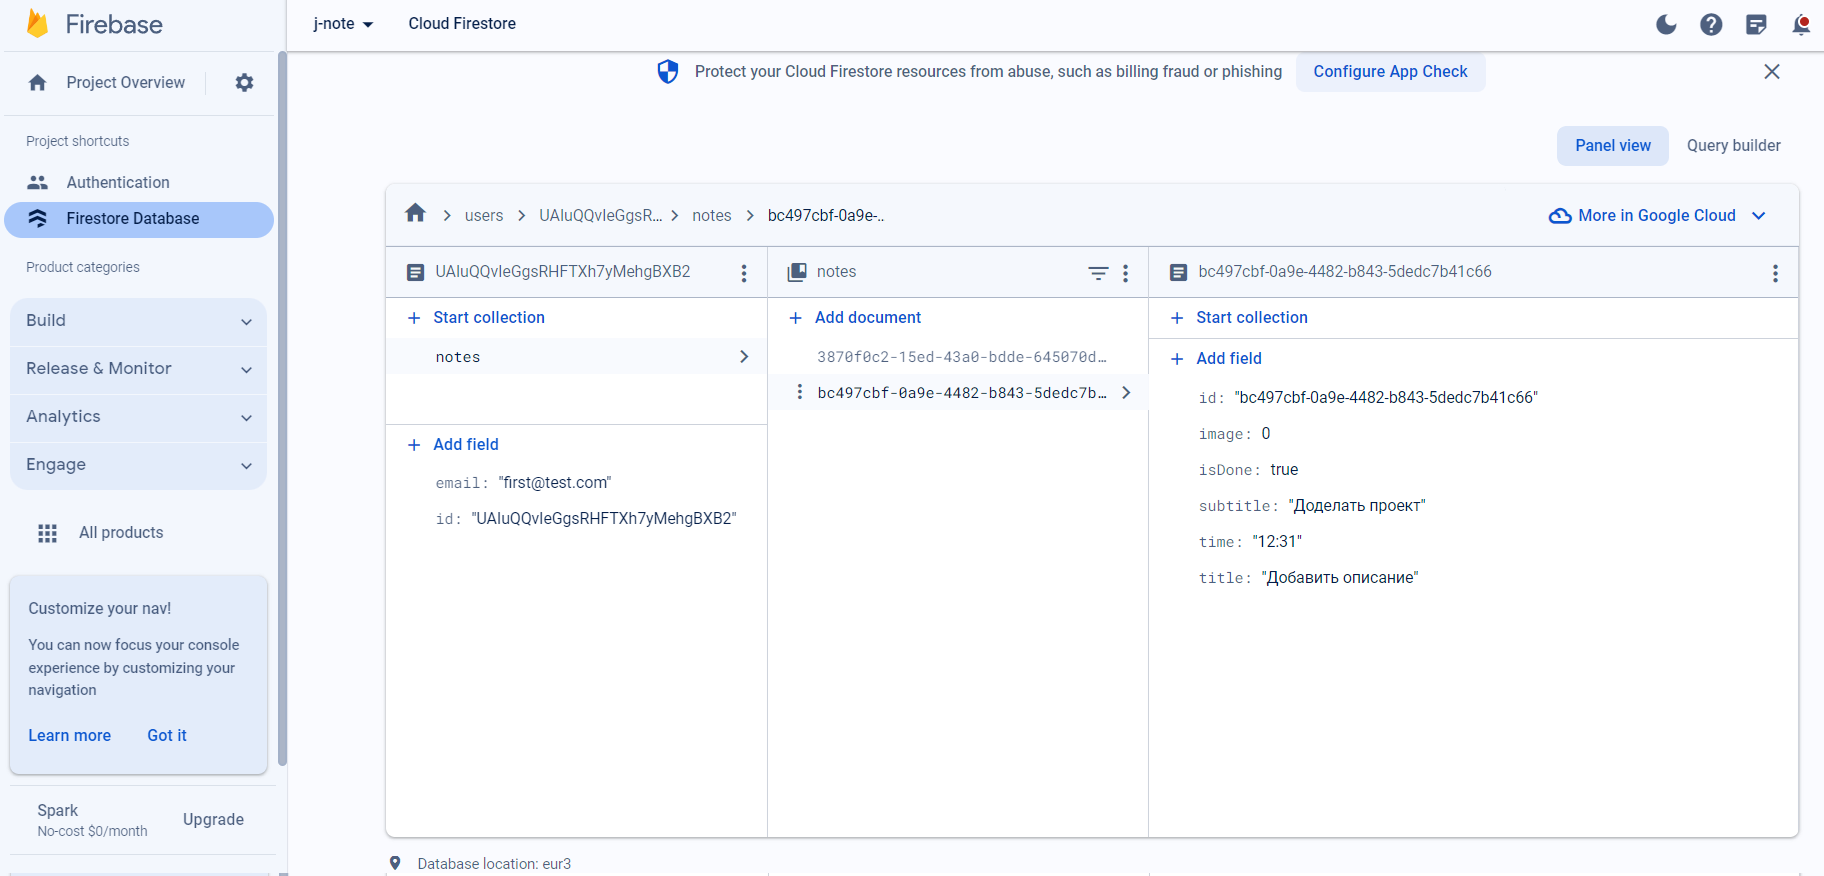 Firebase
j-note
Cloud Firestore
Project Overview
Protect your Cloud Firestore resources from abuse, such as billing fraud or phishing
Configure App Check
Project shortcuts
Authentication
Firestore Database
Product categories
Build
Release & Monitor
Analytics
Engage
All products
Customize your nav!
You can now focus your console
experience by customizing your
navigation
Learn more
Got it
Spark
No-cost $0/month
Upgrade
Panel view
Query builder
users
UAIuQQvIeGgsR...
notes
bc497cbf-0a9e-..
More in Google Cloud
UAIuQQvIeGgsRHFTXh7yMehgBXB2
Start collection
notes
Add field
email: "first@test.com"
id: "UAIuQQvIeGgsRHFTXh7yMehgBXB2"
notes
Add document
3870f0c2-15ed-43a0-bdde-645070d…
bc497cbf-0a9e-4482-b843-5dedc7b…
bc497cbf-0a9e-4482-b843-5dedc7b41c66
Start collection
Add field
id: "bc497cbf-0a9e-4482-b843-5dedc7b41c66"
image: 0
isDone: true
subtitle: "Доделать проект"
time: "12:31"
title: "Добавить описание"
Database location: eur3